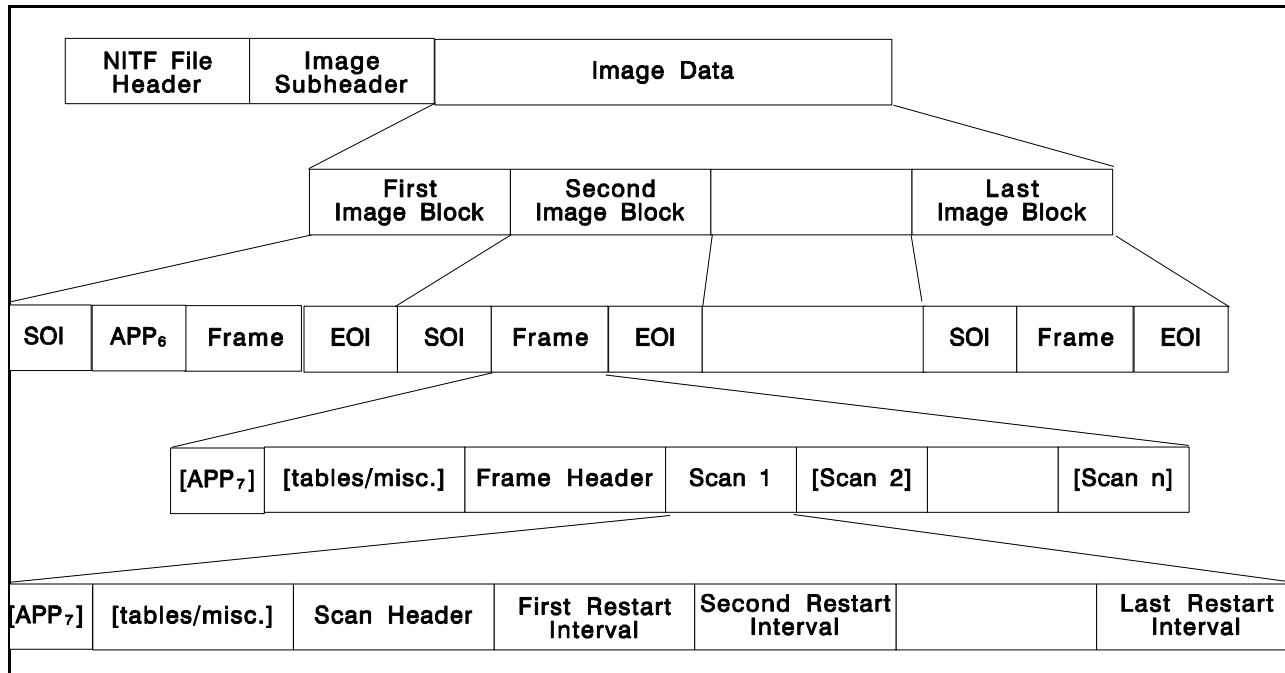 NITF File
Header
Image
Subheader
Image Data
First
Image Block
Second
Image Block
Last
Image Block
SOI
APP₆
Frame
EOI
SOI
Frame
EOI
SOI
Frame
EOI
[APP₇]
[tables/misc.]
Frame Header
Scan 1
[Scan 2]
[Scan n]
[APP₇]
[tables/misc.]
Scan Header
First Restart
Interval
Second Restart
Interval
Last Restart
Interval